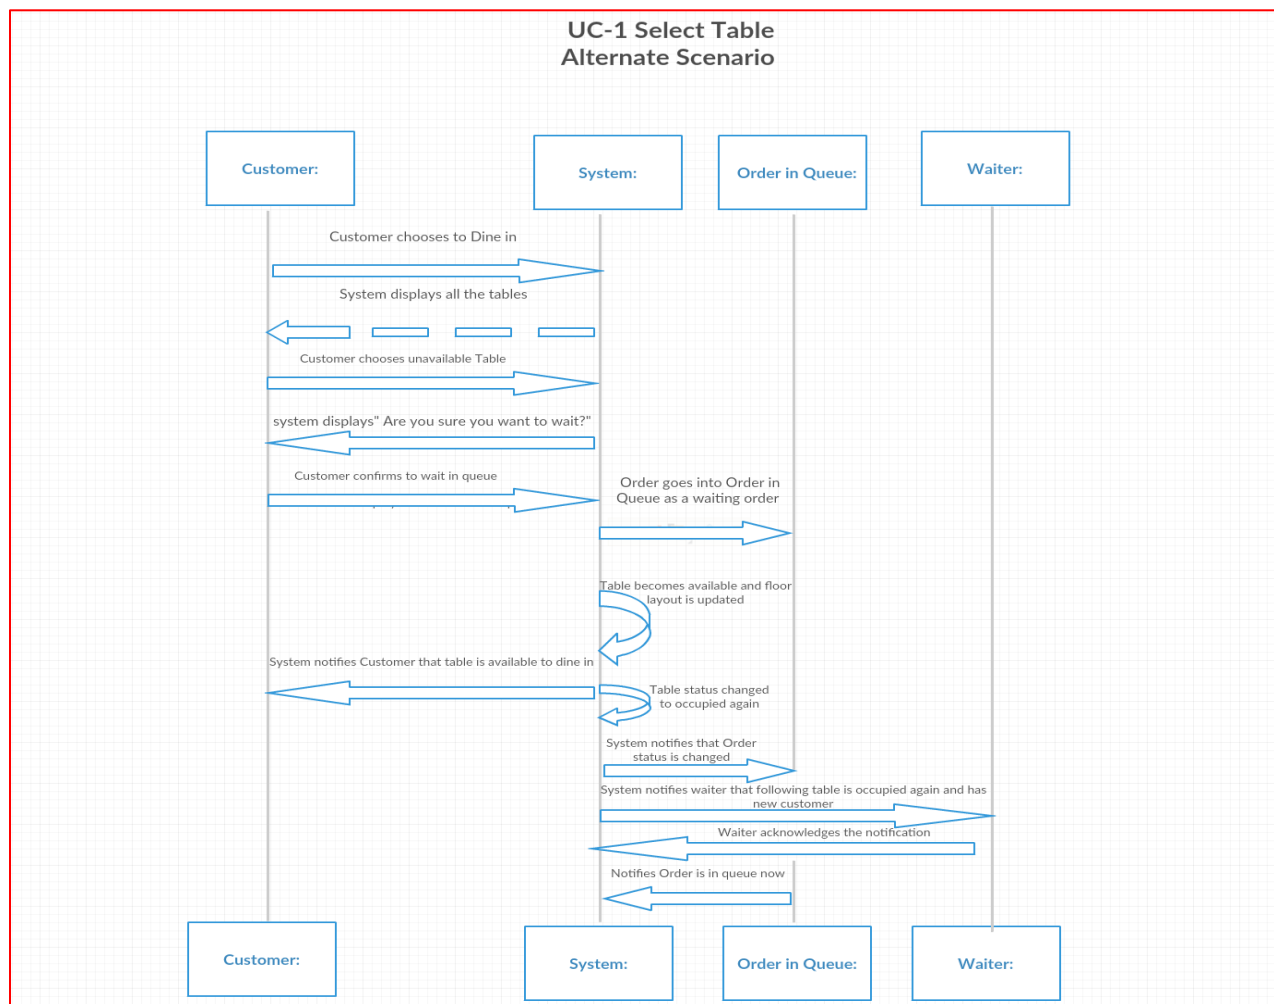 UC-1 Select Table
Alternate Scenario
Customer:
System:
Order in Queue:
Waiter:
Customer chooses to Dine in
System displays all the tables
Customer chooses unavailable Table
system displays" Are you sure you want to wait?"
Customer confirms to wait in queue
Order goes into Order in
Queue as a waiting order
Table becomes available and floor
layout is updated
System notifies Customer that table is available to dine in
Table status changed
to occupied again
System notifies that Order
status is changed
System notifies waiter that following table is occupied again and has
new customer
Waiter acknowledges the notification
Notifies Order is in queue now
Customer:
System:
Order in Queue:
Waiter: